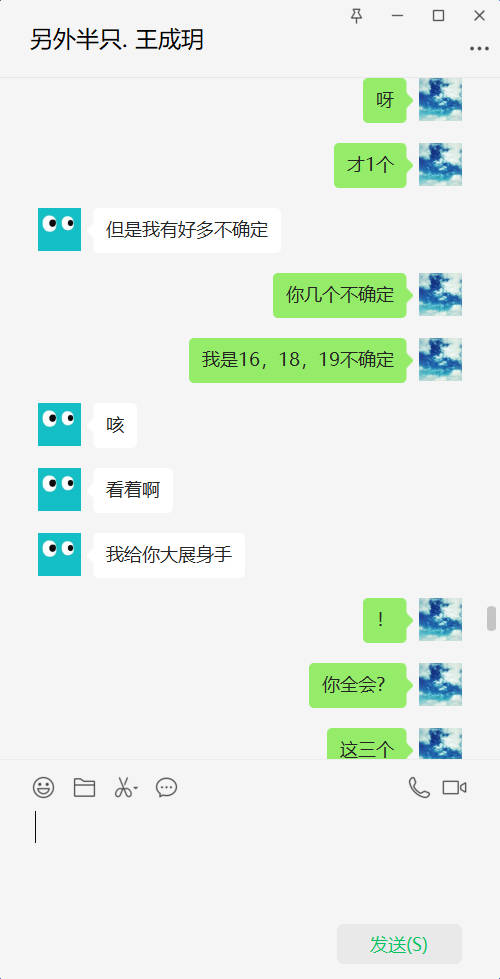 另外半只. 王成玥
呀
才1个
但是我有好多不确定
你几个不确定
我是16，18，19不确定
咳
看着啊
我给你大展身手
！
你全会？
这三个
发送(S)